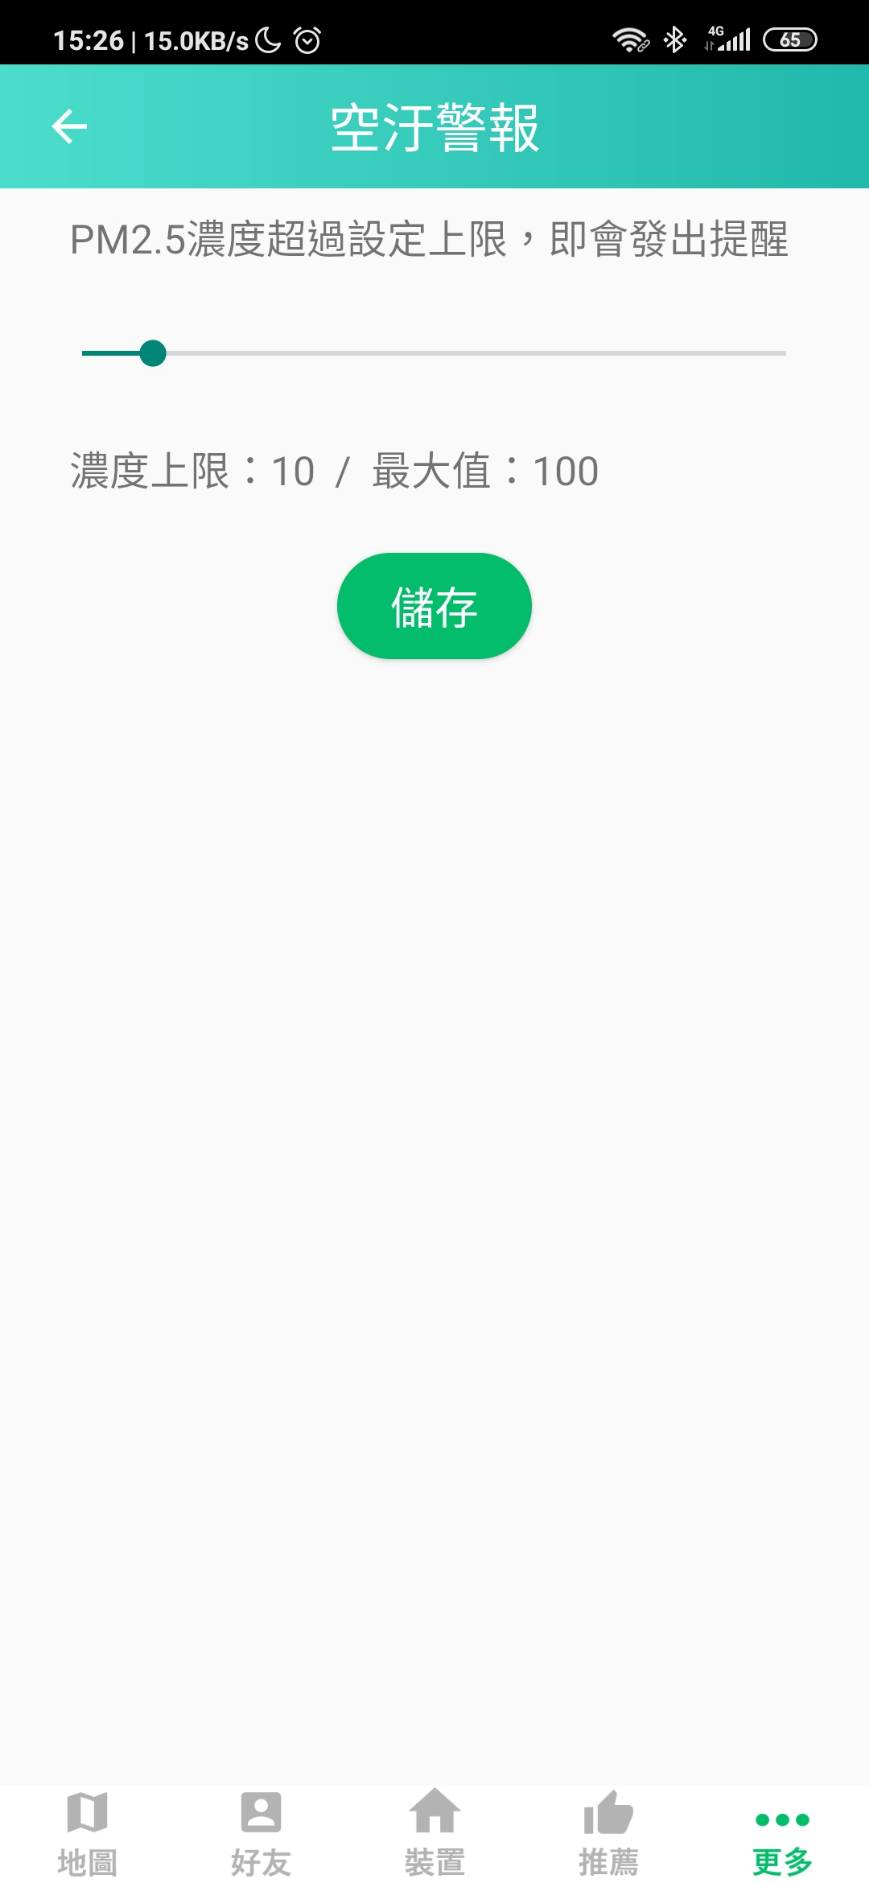 15:26 | 15.0KB/s 4G 65
空汙警報
PM2.5濃度超過設定上限，即會發出提醒
濃度上限：10 / 最大值：100
儲存
地圖 好友 裝置 推薦 更多